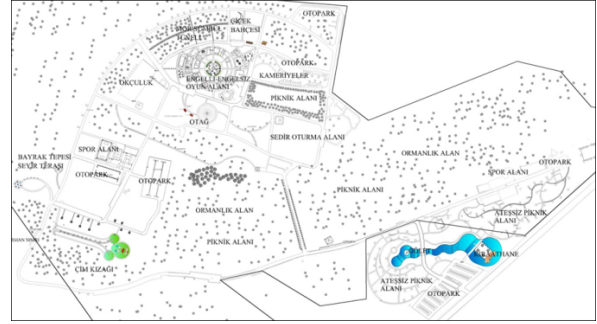 OTOPARK
ÇİÇEK
BAHÇESİ
OTOPARK
KAMERİYELER
ENGELLİ-ENGELSİZ
OYUN ALANI
OKÇULUK
PİKNİK ALANI
OTAĞ
SEDİR OTURMA ALANI
SPOR ALANI
ORMANLIK ALAN
OTOPARK
BAYRAK TEPESİ
SEYİR TERASI
OTOPARK
OTOPARK
SPOR ALANI
PİKNİK ALANI
ORMANLIK ALAN
ATEŞSİZ PİKNİK
ALANI
PİKNİK ALANI
KIRAATHANE
ÇİM KIZAĞI
ATEŞSİZ PİKNİK
ALANI
OTOPARK